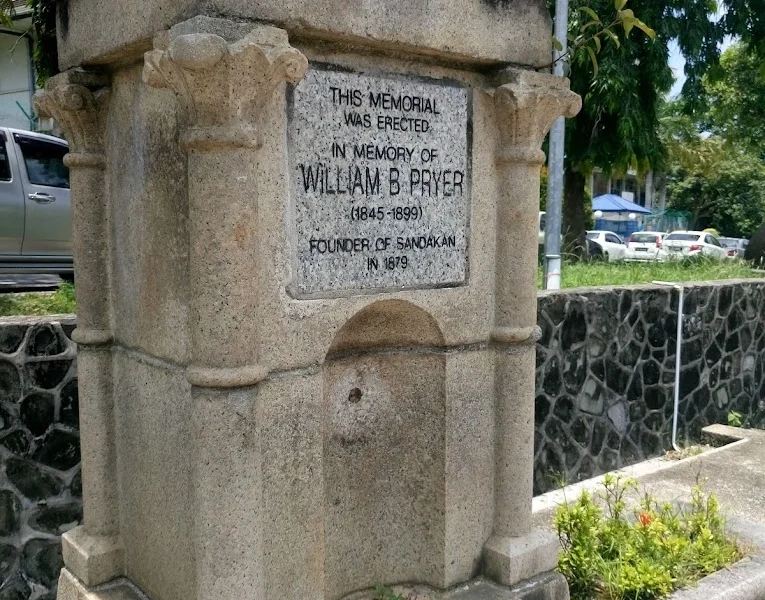 THIS MEMORIAL
WAS ERECTED
IN MEMORY OF
WILLIAM B PRYER
(1845-1899)
FOUNDER OF SANDAKAN
IN 1879